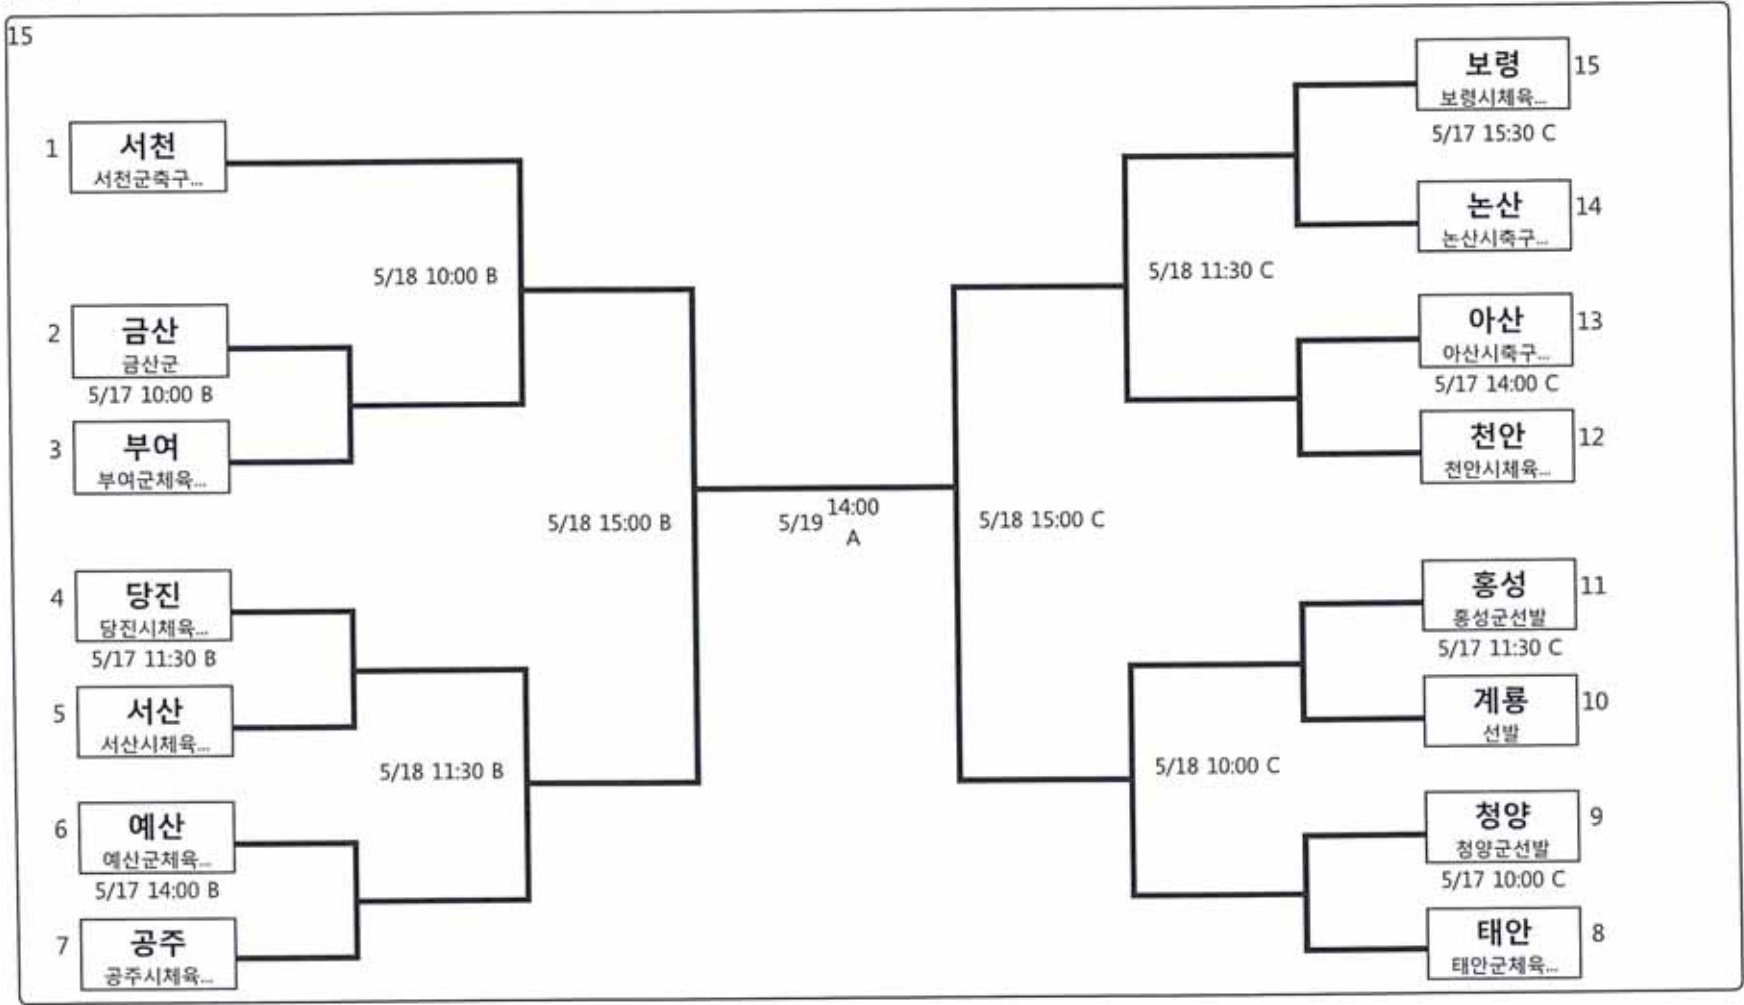 15
1
서천
서천군축구...
2
금산
금산군
5/17 10:00 B
3
부여
부여군체육...
4
당진
당진시체육...
5/17 11:30 B
5
서산
서산시체육...
6
예산
예산군체육...
5/17 14:00 B
7
공주
공주시체육...
5/18 10:00 B
5/18 11:30 B
5/18 15:00 B
14:00
5/19
A
5/18 15:00 C
5/18 11:30 C
5/18 10:00 C
보령
15
보령시체육...
5/17 15:30 C
논산
14
논산시축구...
아산
13
아산시축구...
5/17 14:00 C
천안
12
천안시체육...
홍성
11
홍성군선발
5/17 11:30 C
계룡
10
선발
청양
9
청양군선발
5/17 10:00 C
태안
8
태안군체육...